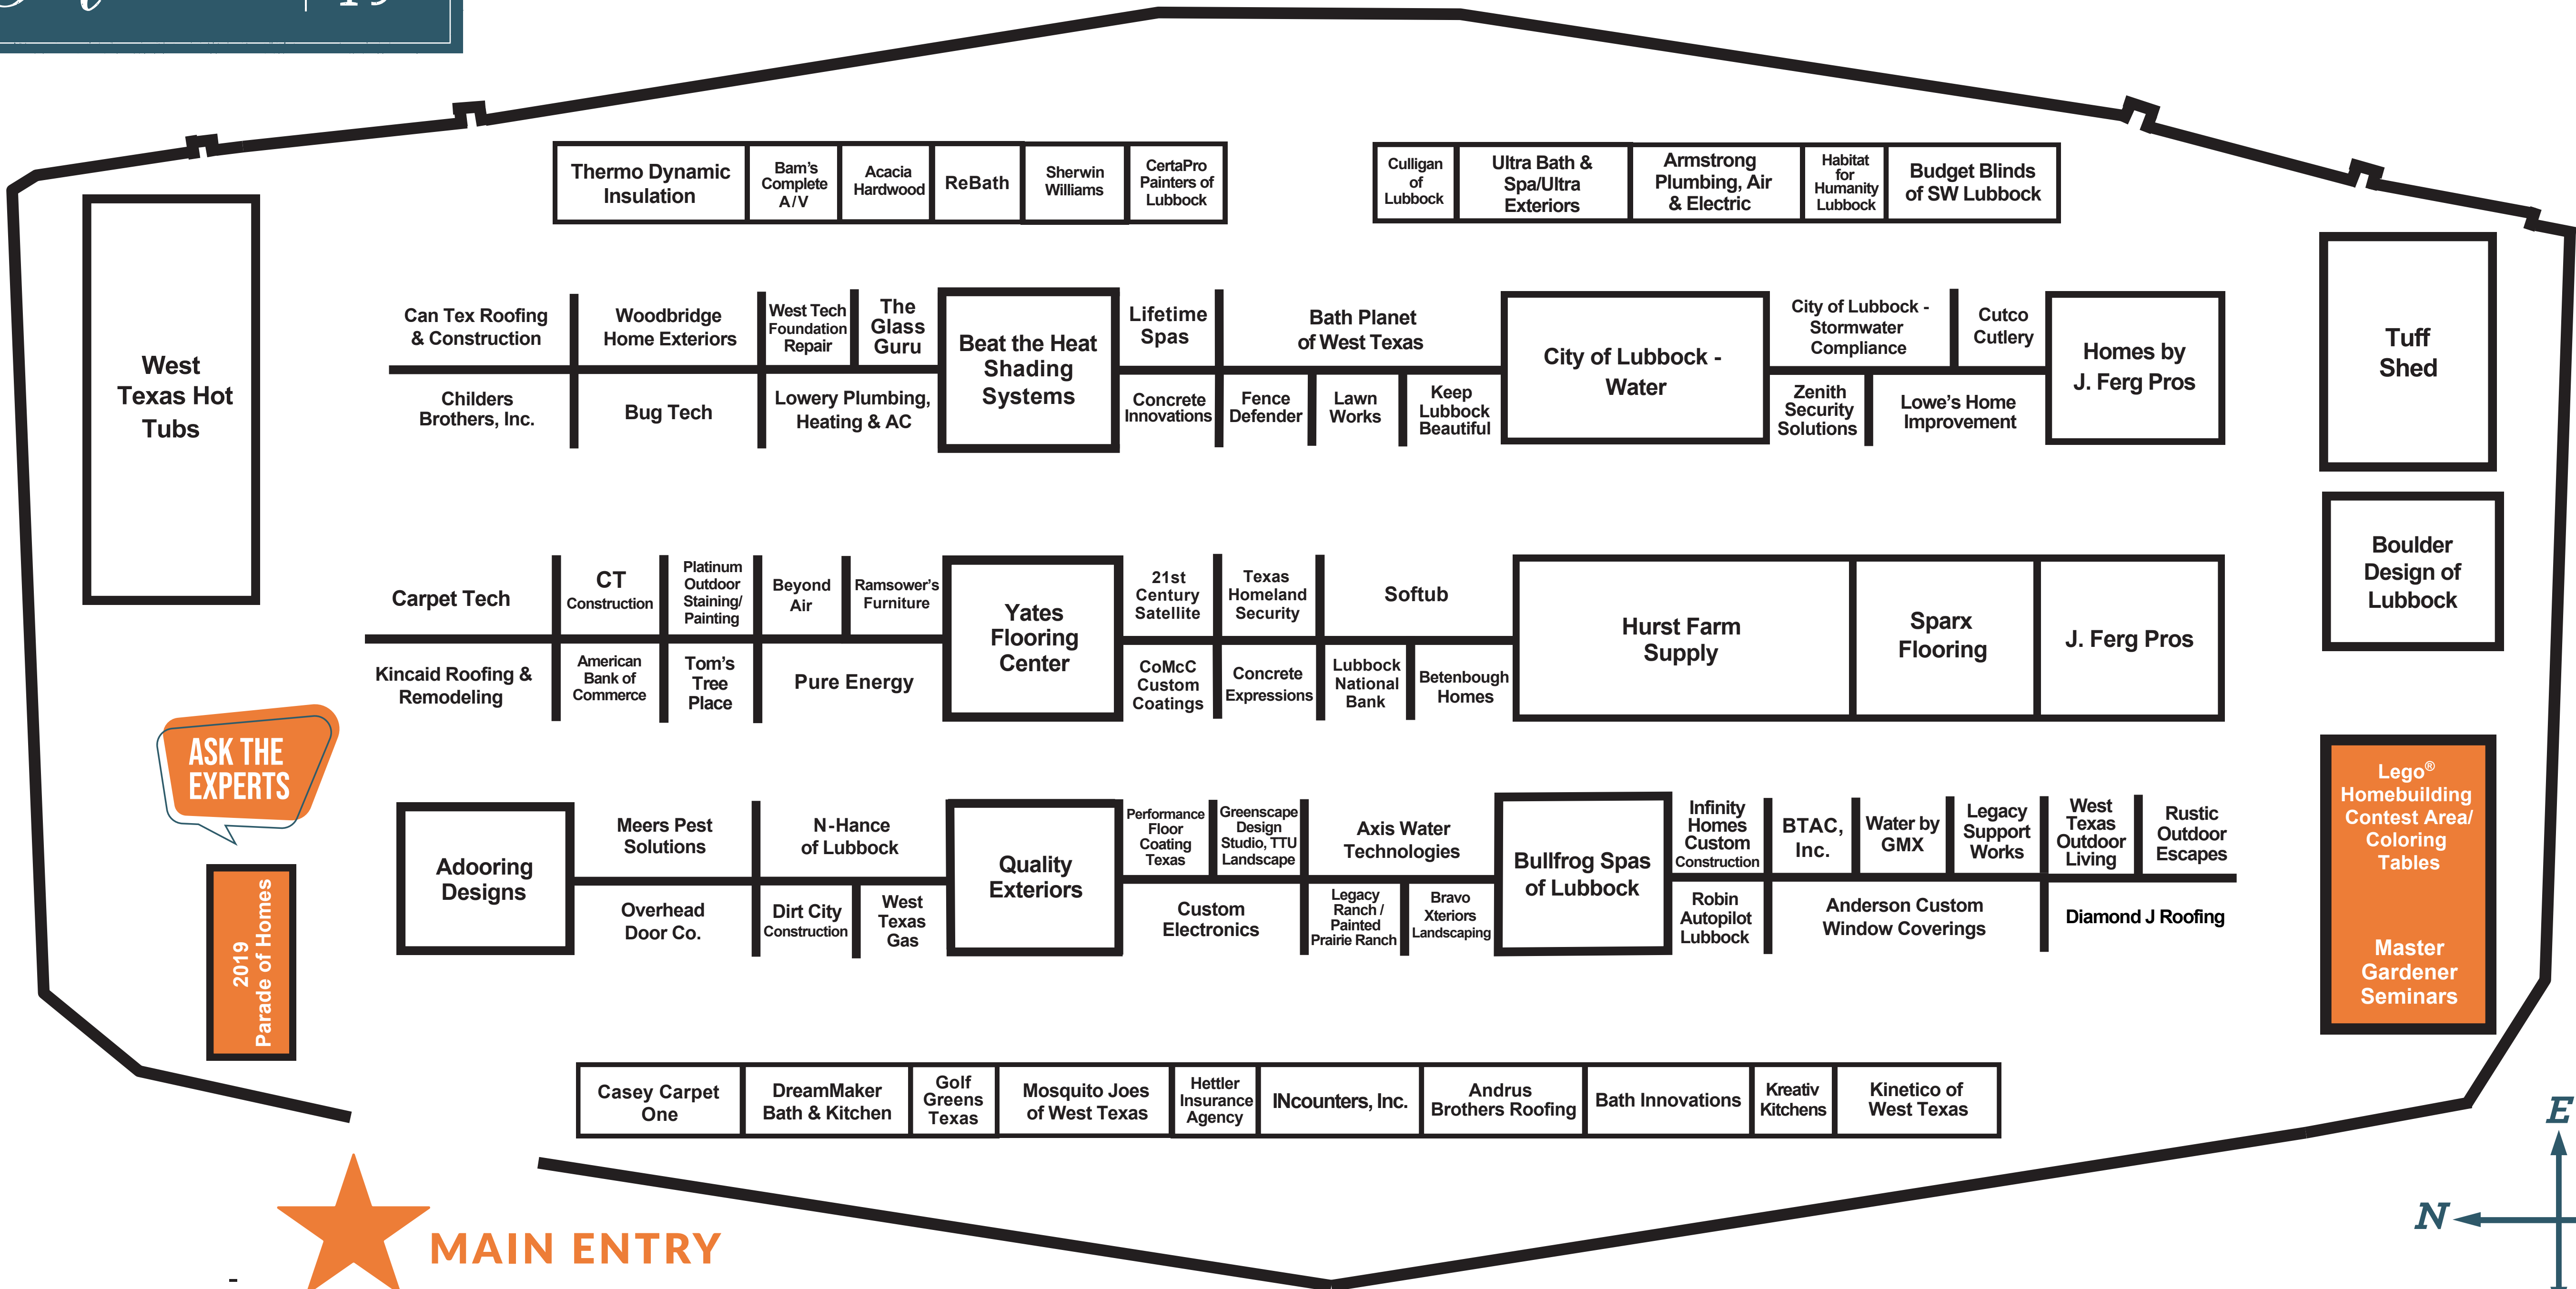 19
Thermo Dynamic
Insulation
Bam's
Complete
A/V
Acacia
Hardwood
ReBath
Sherwin
Williams
CertaPro
Painters of
Lubbock
Culligan
of
Lubbock
Ultra Bath &
Spa/Ultra
Exteriors
Armstrong
Plumbing, Air
& Electric
Habitat
for
Humanity
Lubbock
Budget Blinds
of SW Lubbock
West
Texas Hot
Tubs
Can Tex Roofing
& Construction
Woodbridge
Home Exteriors
West Tech
Foundation
Repair
The
Glass
Guru
Beat the Heat
Shading
Systems
Lifetime
Spas
Bath Planet
of West Texas
City of Lubbock -
Water
City of Lubbock -
Stormwater
Compliance
Cutco
Cutlery
Homes by
J. Ferg Pros
Tuff
Shed
Childers
Brothers, Inc.
Bug Tech
Lowery Plumbing,
Heating & AC
Concrete
Innovations
Fence
Defender
Lawn
Works
Keep
Lubbock
Beautiful
Zenith
Security
Solutions
Lowe's Home
Improvement
Boulder
Design of
Lubbock
Carpet Tech
CT
Construction
Platinum
Outdoor
Staining/
Painting
Beyond
Air
Ramsower's
Furniture
Yates
Flooring
Center
21st
Century
Satellite
Texas
Homeland
Security
Softub
Hurst Farm
Supply
Sparx
Flooring
J. Ferg Pros
Kincaid Roofing &
Remodeling
American
Bank of
Commerce
Tom's
Tree
Place
Pure Energy
CoMcC
Custom
Coatings
Concrete
Expressions
Lubbock
National
Bank
Betenbough
Homes
ASK THE
EXPERTS
Adooring
Designs
Meers Pest
Solutions
N-Hance
of Lubbock
Quality
Exteriors
Performance
Floor
Coating
Texas
Greenscape
Design
Studio, TTU
Landscape
Axis Water
Technologies
Bullfrog Spas
of Lubbock
Infinity
Homes
Custom
Construction
BTAC,
Inc.
Water by
GMX
Legacy
Support
Works
West
Texas
Outdoor
Living
Rustic
Outdoor
Escapes
Lego®
Homebuilding
Contest Area/
Coloring
Tables
Master
Gardener
Seminars
2019
Parade of Homes
Overhead
Door Co.
Dirt City
Construction
West
Texas
Gas
Custom
Electronics
Legacy
Ranch /
Painted
Prairie Ranch
Bravo
Xteriors
Landscaping
Robin
Autopilot
Lubbock
Anderson Custom
Window Coverings
Diamond J Roofing
Casey Carpet
One
DreamMaker
Bath & Kitchen
Golf
Greens
Texas
Mosquito Joes
of West Texas
Hettler
Insurance
Agency
INcounters, Inc.
Andrus
Brothers Roofing
Bath Innovations
Kreativ
Kitchens
Kinetico of
West Texas
MAIN ENTRY
-
E
N